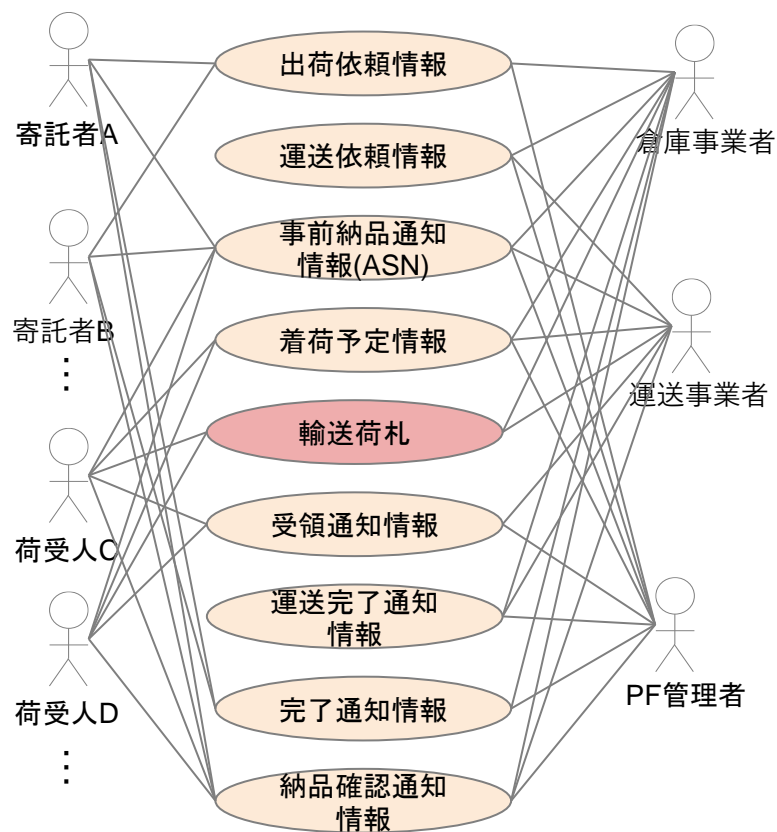 出荷依頼情報
寄託者A
倉庫事業者
運送依頼情報
事前納品通知
情報(ASN)
寄託者B
⋮
着荷予定情報
運送事業者
輸送荷札
荷受人C
受領通知情報
運送完了通知
情報
荷受人D
⋮
完了通知情報
PF管理者
納品確認通知
情報